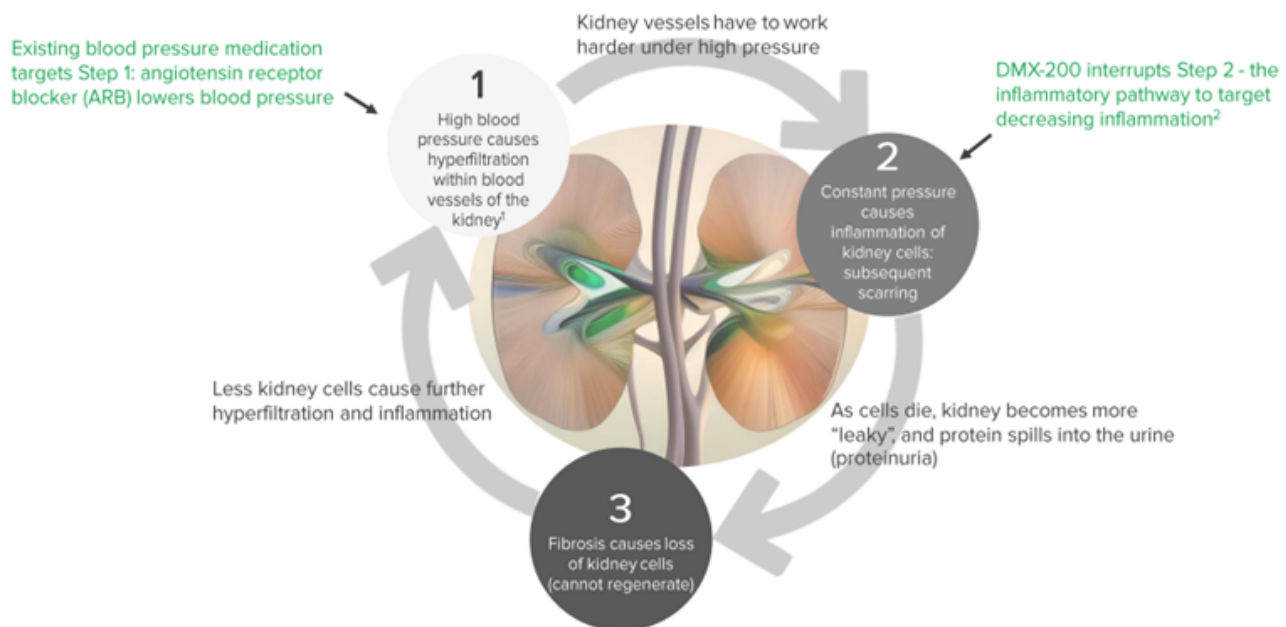 Existing blood pressure medication
targets Step 1: angiotensin receptor
blocker (ARB) lowers blood pressure
Kidney vessels have to work
harder under high pressure
DMX-200 interrupts Step 2 - the
inflammatory pathway to target
decreasing inflammation²
1
High blood
pressure causes
hyperfiltration
within blood
vessels of the
kidney¹
2
Constant pressure
causes
inflammation of
kidney cells:
subsequent
scarring
As cells die, kidney becomes more
“leaky”, and protein spills into the urine
(proteinuria)
3
Fibrosis causes loss
of kidney cells
(cannot regenerate)
Less kidney cells cause further
hyperfiltration and inflammation